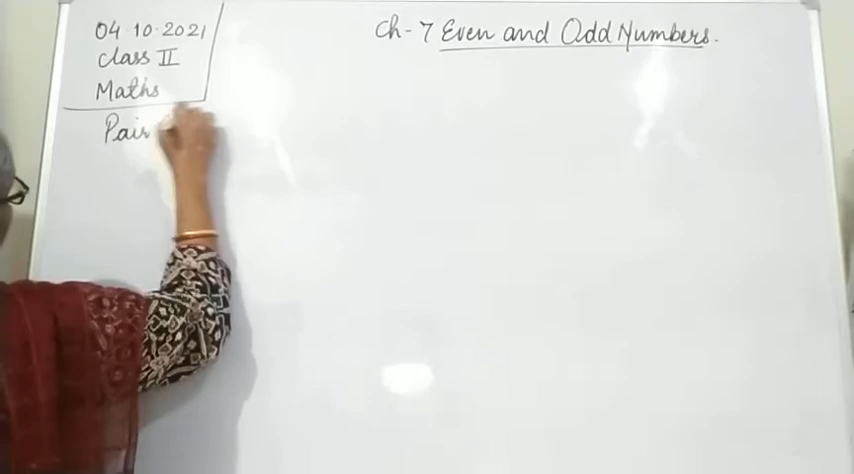 04.10.2021
Class II
Maths
Ch-7 Even and Odd Numbers.
Pair